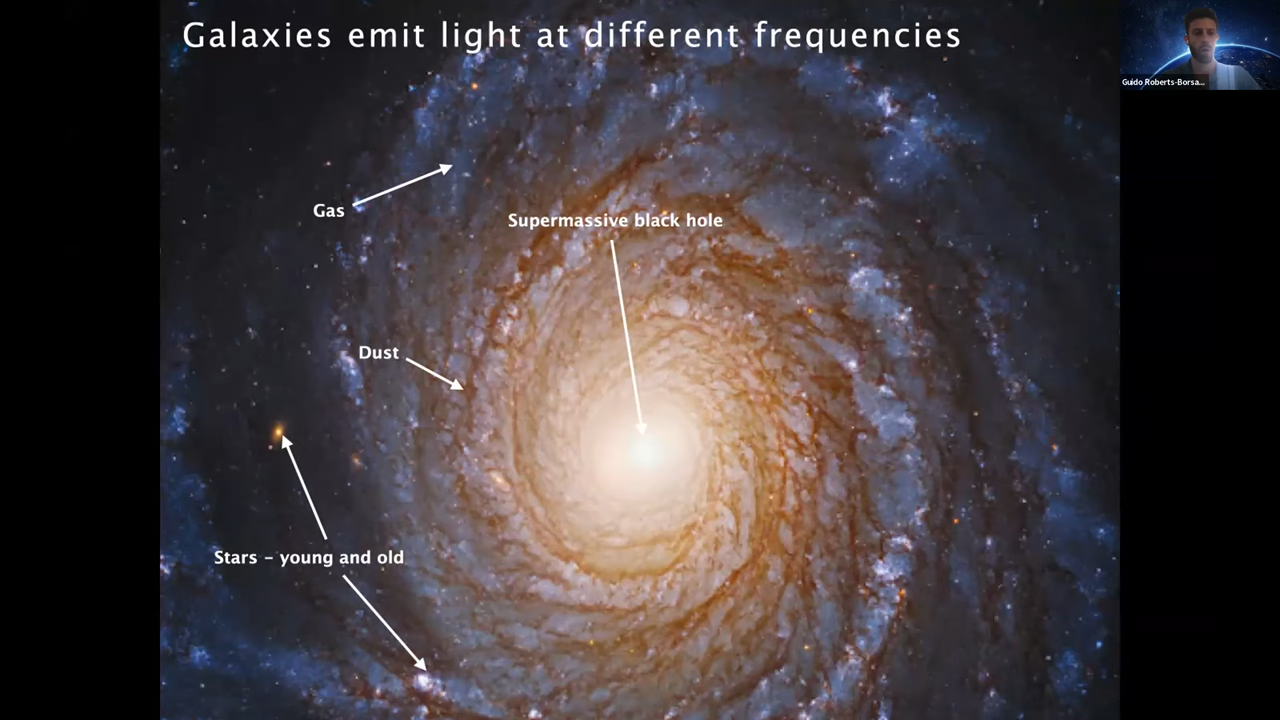 Galaxies emit light at different frequencies
Guido Roberts-Borsa...
Gas
Supermassive black hole
Dust
Stars – young and old